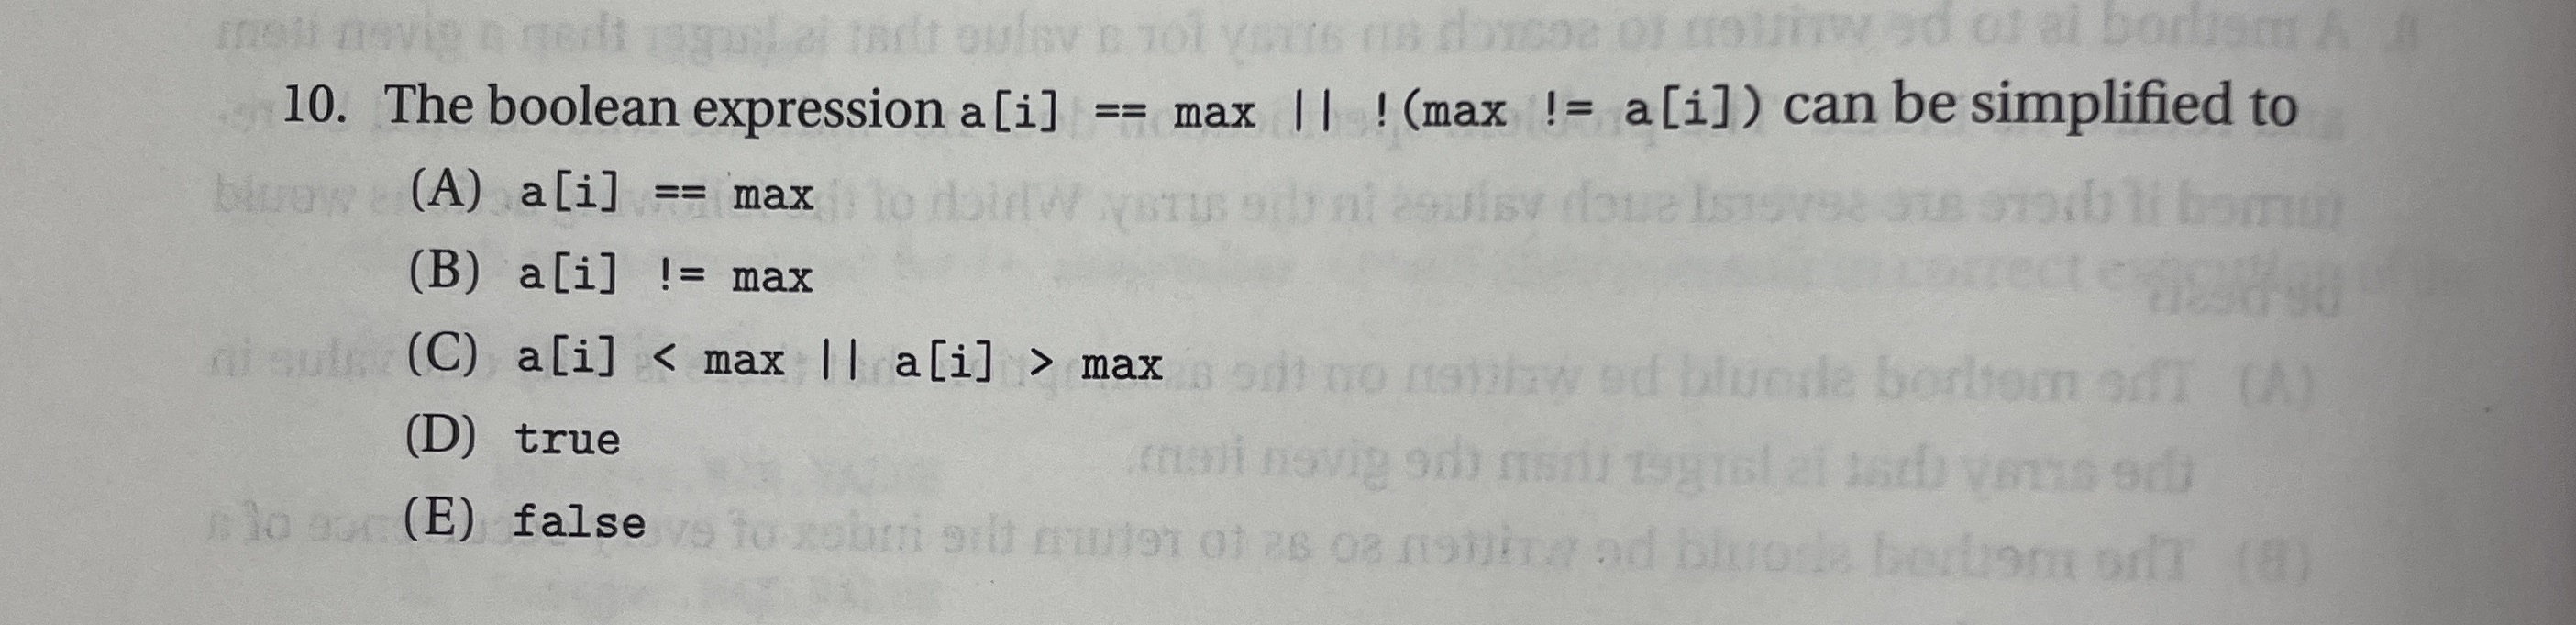 10. The boolean expression a[i] == max || !(max != a[i]) can be simplified to
(A) a[i] == max
(B) a[i] != max
(C) a[i] < max || a[i] > max
(D) true
(E) false